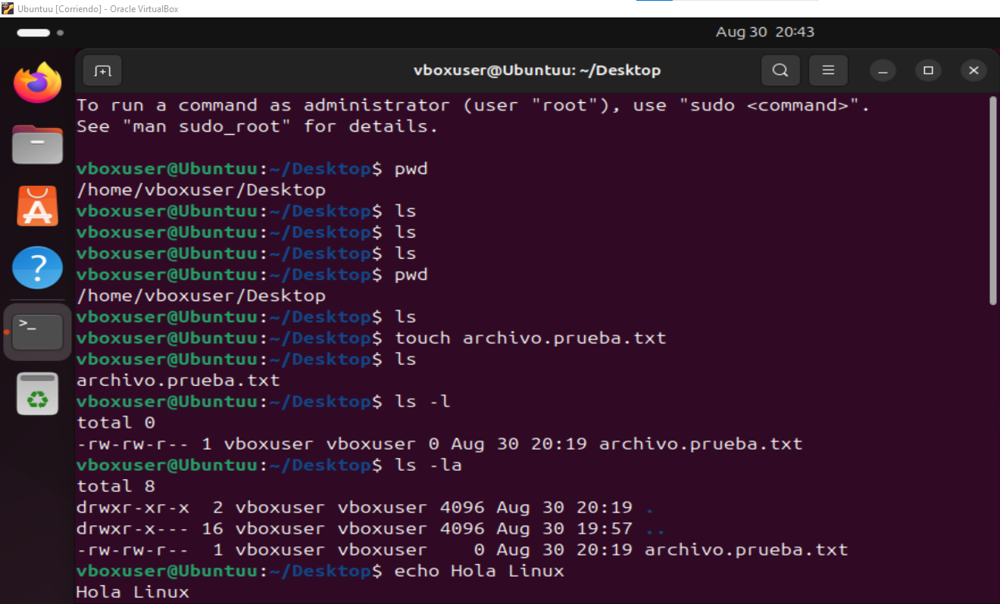 Ubuntuu [Corriendo] - Oracle VirtualBox
Aug 30 20:43
vboxuser@Ubuntuu: ~/Desktop
To run a command as administrator (user "root"), use "sudo <command>".
See "man sudo_root" for details.
vboxuser@Ubuntuu:~/Desktop$ pwd
/home/vboxuser/Desktop
vboxuser@Ubuntuu:~/Desktop$ ls
vboxuser@Ubuntuu:~/Desktop$ ls
vboxuser@Ubuntuu:~/Desktop$ ls
vboxuser@Ubuntuu:~/Desktop$ pwd
/home/vboxuser/Desktop
vboxuser@Ubuntuu:~/Desktop$ ls
vboxuser@Ubuntuu:~/Desktop$ touch archivo.prueba.txt
vboxuser@Ubuntuu:~/Desktop$ ls
archivo.prueba.txt
vboxuser@Ubuntuu:~/Desktop$ ls -l
total 0
-rw-rw-r-- 1 vboxuser vboxuser 0 Aug 30 20:19 archivo.prueba.txt
vboxuser@Ubuntuu:~/Desktop$ ls -la
total 8
drwxr-xr-x  2 vboxuser vboxuser 4096 Aug 30 20:19 .
drwxr-x--- 16 vboxuser vboxuser 4096 Aug 30 19:57 ..
-rw-rw-r--  1 vboxuser vboxuser    0 Aug 30 20:19 archivo.prueba.txt
vboxuser@Ubuntuu:~/Desktop$ echo Hola Linux
Hola Linux